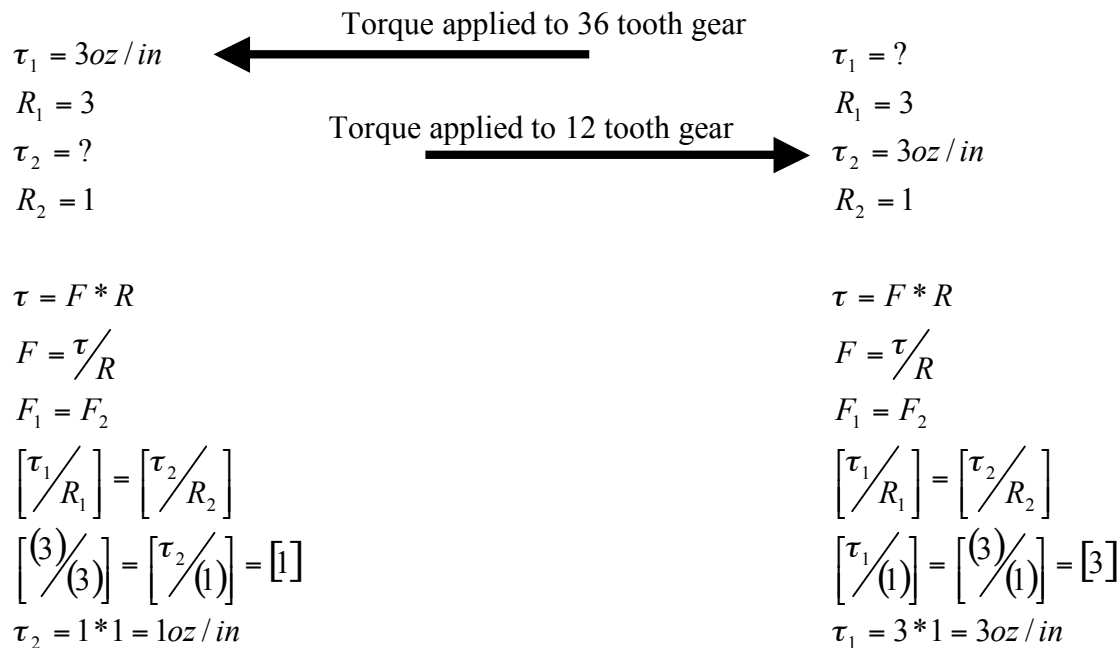 Torque applied to 36 tooth gear
τ₁ = 3oz / in
R₁ = 3
τ₂ = ?
R₂ = 1
τ = F * R
F = τ/R
F₁ = F₂
[τ₁/R₁] = [τ₂/R₂]
[(3)/(3)] = [τ₂/(1)] = [1]
τ₂ = 1*1 = 1oz / in
Torque applied to 12 tooth gear
τ₁ = ?
R₁ = 3
τ₂ = 3oz / in
R₂ = 1
τ = F * R
F = τ/R
F₁ = F₂
[τ₁/R₁] = [τ₂/R₂]
[τ₁/(1)] = [(3)/(1)] = [3]
τ₁ = 3*1 = 3oz / in